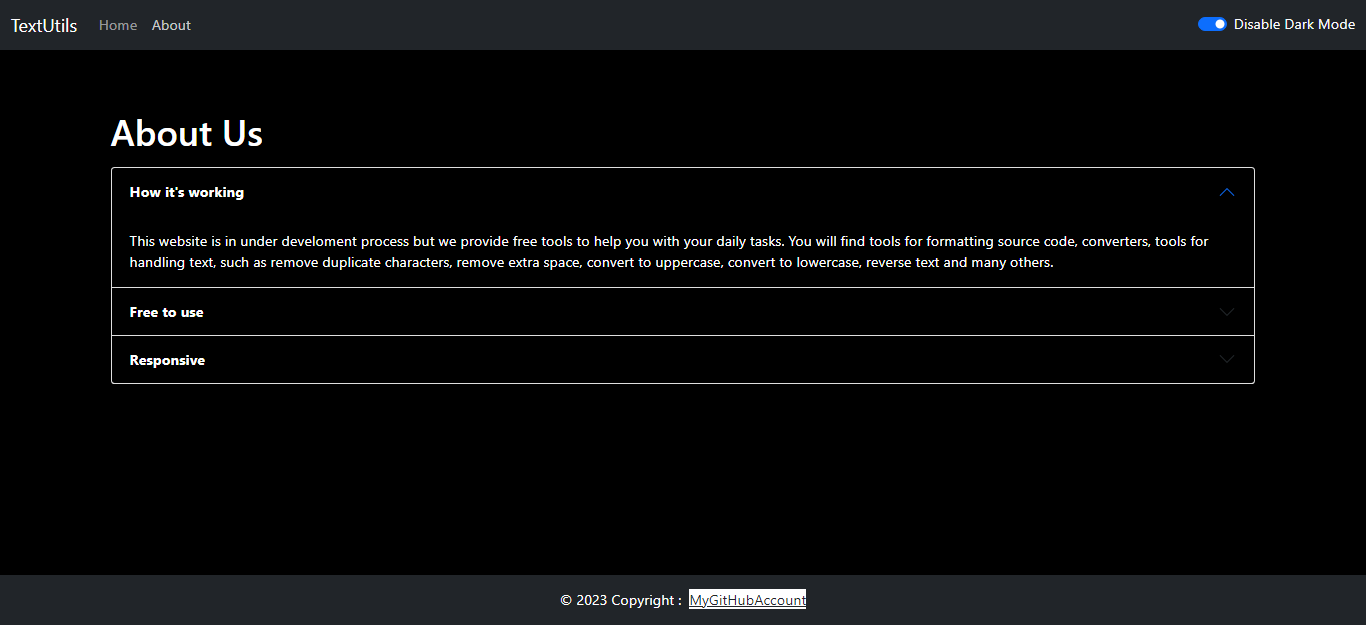 TextUtils Home About Disable Dark Mode
About Us
How it's working
This website is in under develoment process but we provide free tools to help you with your daily tasks. You will find tools for formatting source code, converters, tools for
handling text, such as remove duplicate characters, remove extra space, convert to uppercase, convert to lowercase, reverse text and many others.
Free to use
Responsive
© 2023 Copyright : MyGitHubAccount